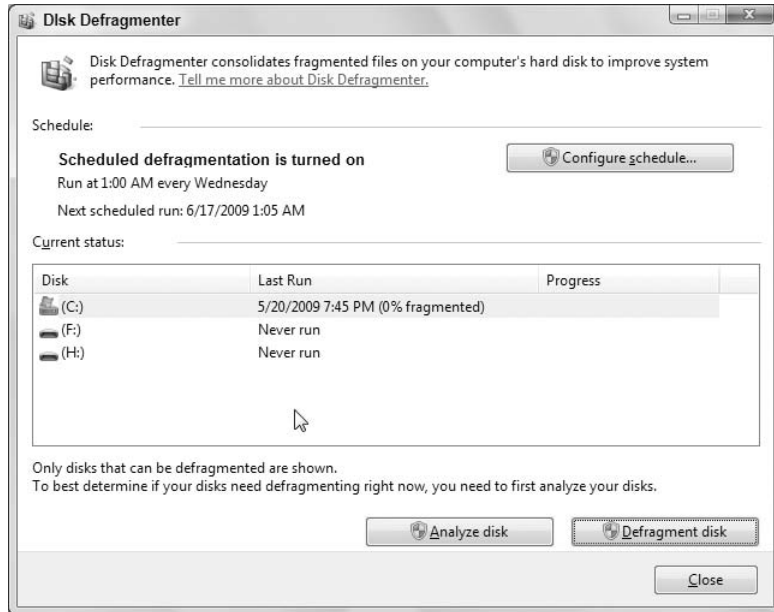 DIsk Defragmenter
Disk Defragmenter consolidates fragmented files on your computer's hard disk to improve system
performance. Tell me more about Disk Defragmenter.
Schedule:
Scheduled defragmentation is turned on
Configure schedule...
Run at 1:00 AM every Wednesday
Next scheduled run: 6/17/2009 1:05 AM
Current status:
Disk Last Run Progress
(C:) 5/20/2009 7:45 PM (0% fragmented)
(F:) Never run
(H:) Never run
Only disks that can be defragmented are shown.
To best determine if your disks need defragmenting right now, you need to first analyze your disks.
Analyze disk Defragment disk
Close